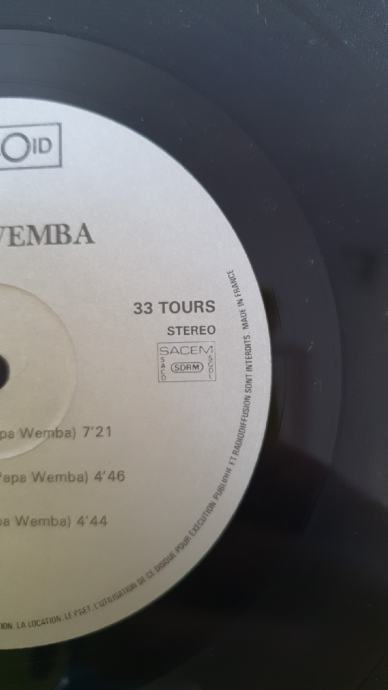 OID
WEMBA
33 TOURS
STEREO
SACEM
SACD
SDRM
SGDL
pa Wemba) 7'21
Papa Wemba) 4'46
pa Wemba) 4'44
ION, LA LOCATION, LE PRET, L'UTILISATION DE CE DISQUE POUR EXECUTION PUBLIQUE ET RADIODIFFUSION SONT INTERDITS MADE IN FRANCE